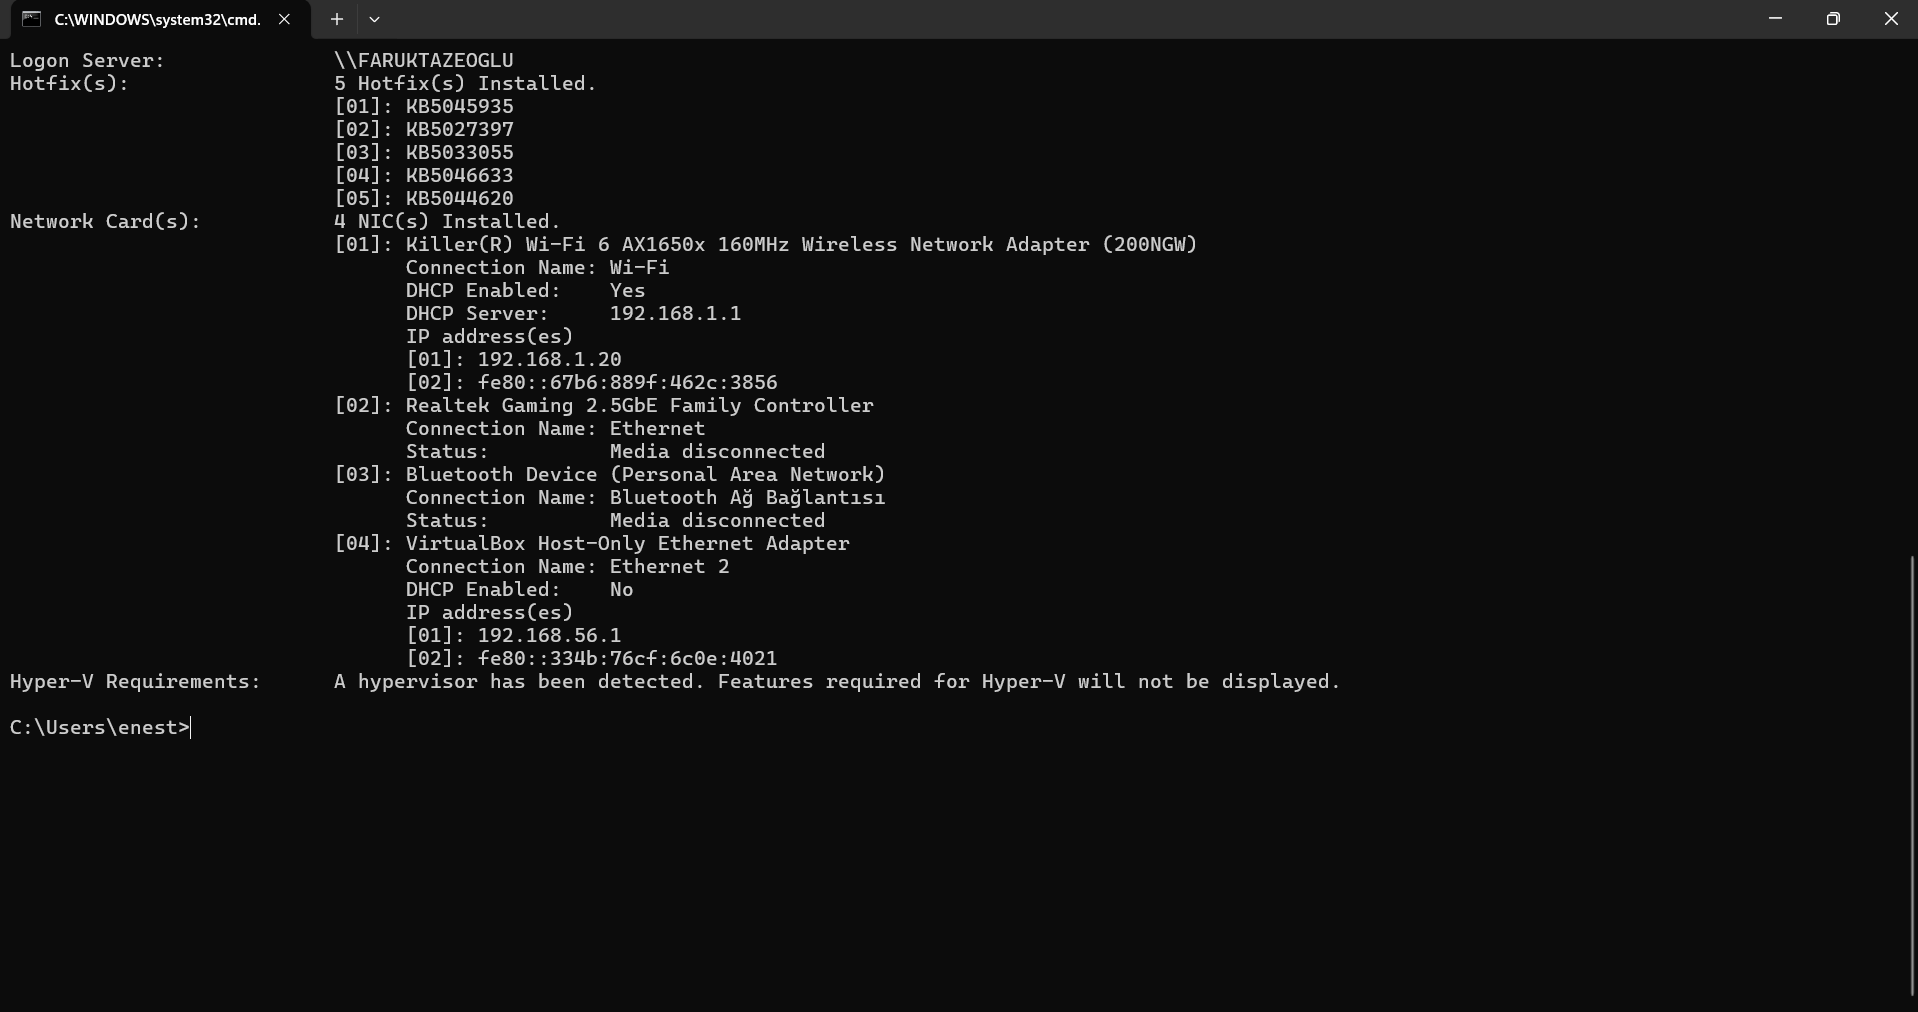 C:\WINDOWS\system32\cmd.
Logon Server: \\FARUKTAZEOGLU
Hotfix(s): 5 Hotfix(s) Installed.
[01]: KB5045935
[02]: KB5027397
[03]: KB5033055
[04]: KB5046633
[05]: KB5044620
Network Card(s): 4 NIC(s) Installed.
[01]: Killer(R) Wi-Fi 6 AX1650x 160MHz Wireless Network Adapter (200NGW)
Connection Name: Wi-Fi
DHCP Enabled: Yes
DHCP Server: 192.168.1.1
IP address(es)
[01]: 192.168.1.20
[02]: fe80::67b6:889f:462c:3856
[02]: Realtek Gaming 2.5GbE Family Controller
Connection Name: Ethernet
Status: Media disconnected
[03]: Bluetooth Device (Personal Area Network)
Connection Name: Bluetooth Ağ Bağlantısı
Status: Media disconnected
[04]: VirtualBox Host-Only Ethernet Adapter
Connection Name: Ethernet 2
DHCP Enabled: No
IP address(es)
[01]: 192.168.56.1
[02]: fe80::334b:76cf:6c0e:4021
Hyper-V Requirements: A hypervisor has been detected. Features required for Hyper-V will not be displayed.
C:\Users\enest>